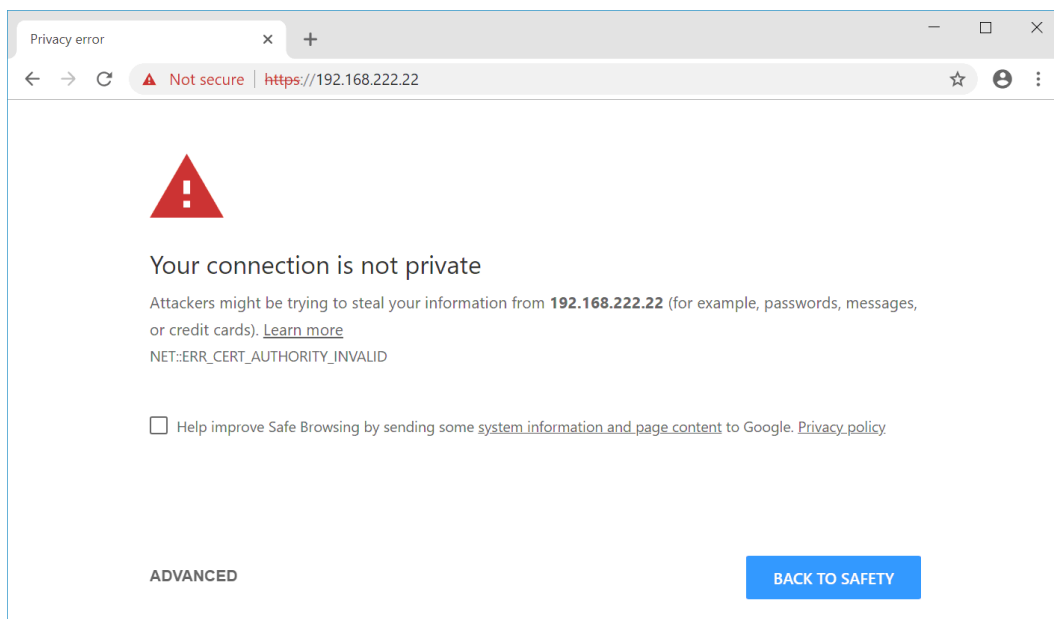 Privacy error
Not secure | https://192.168.222.22
Your connection is not private
Attackers might be trying to steal your information from 192.168.222.22 (for example, passwords, messages,
or credit cards). Learn more
NET::ERR_CERT_AUTHORITY_INVALID
Help improve Safe Browsing by sending some system information and page content to Google. Privacy policy
ADVANCED
BACK TO SAFETY